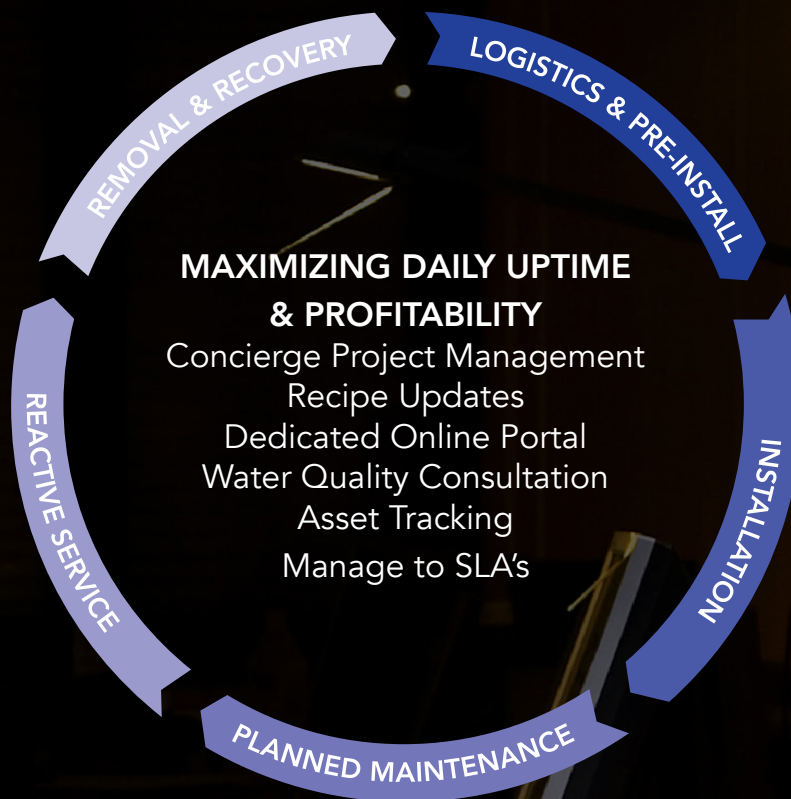 REMOVAL & RECOVERY
LOGISTICS & PRE-INSTALL
MAXIMIZING DAILY UPTIME
& PROFITABILITY
Concierge Project Management
Recipe Updates
Dedicated Online Portal
Water Quality Consultation
Asset Tracking
Manage to SLA's
INSTALLATION
PLANNED MAINTENANCE
REACTIVE SERVICE